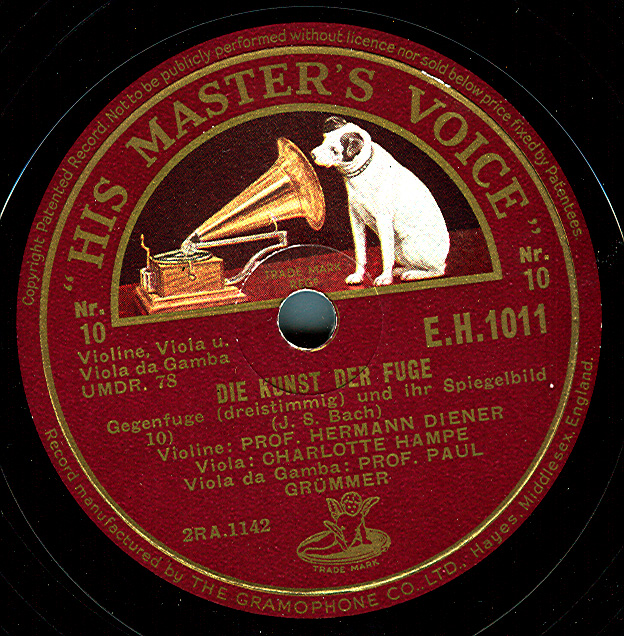 Copyright Patented Record. Not to be publicly performed without licence nor sold below price fixed by Patentees.
"HIS MASTER'S VOICE"
TRADE MARK
Nr.
10
Nr.
10
Violine, Viola u.
Viola da Gamba
UMDR. 78
E.H.1011
DIE KUNST DER FUGE
Gegenfuge (dreistimmig) und ihr Spiegelbild
10) (J. S. Bach)
Violine: PROF. HERMANN DIENER
Viola: CHARLOTTE HAMPE
Viola da Gamba: PROF. PAUL
GRÜMMER
2RA.1142
TRADE MARK
Record manufactured by THE GRAMOPHONE CO. LTD., Hayes, Middlesex, England.